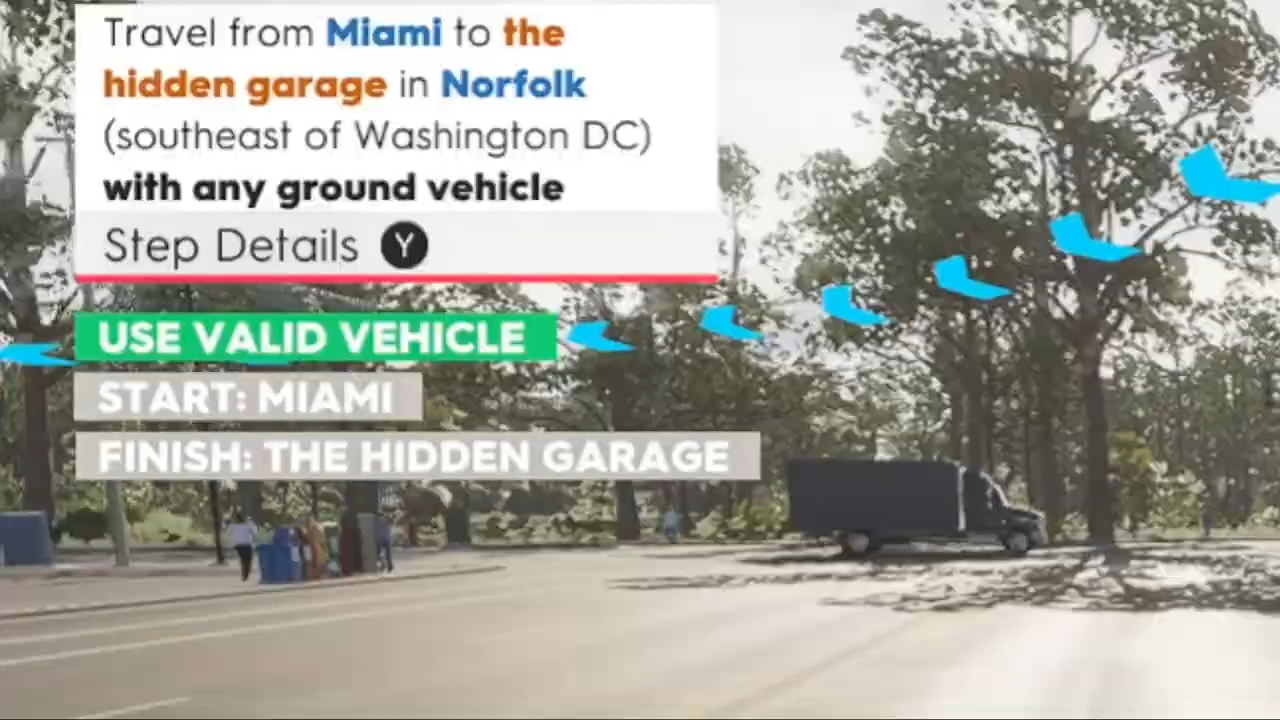 Travel from Miami to the
hidden garage in Norfolk
(southeast of Washington DC)
with any ground vehicle
Step Details Y
USE VALID VEHICLE
START: MIAMI
FINISH: THE HIDDEN GARAGE